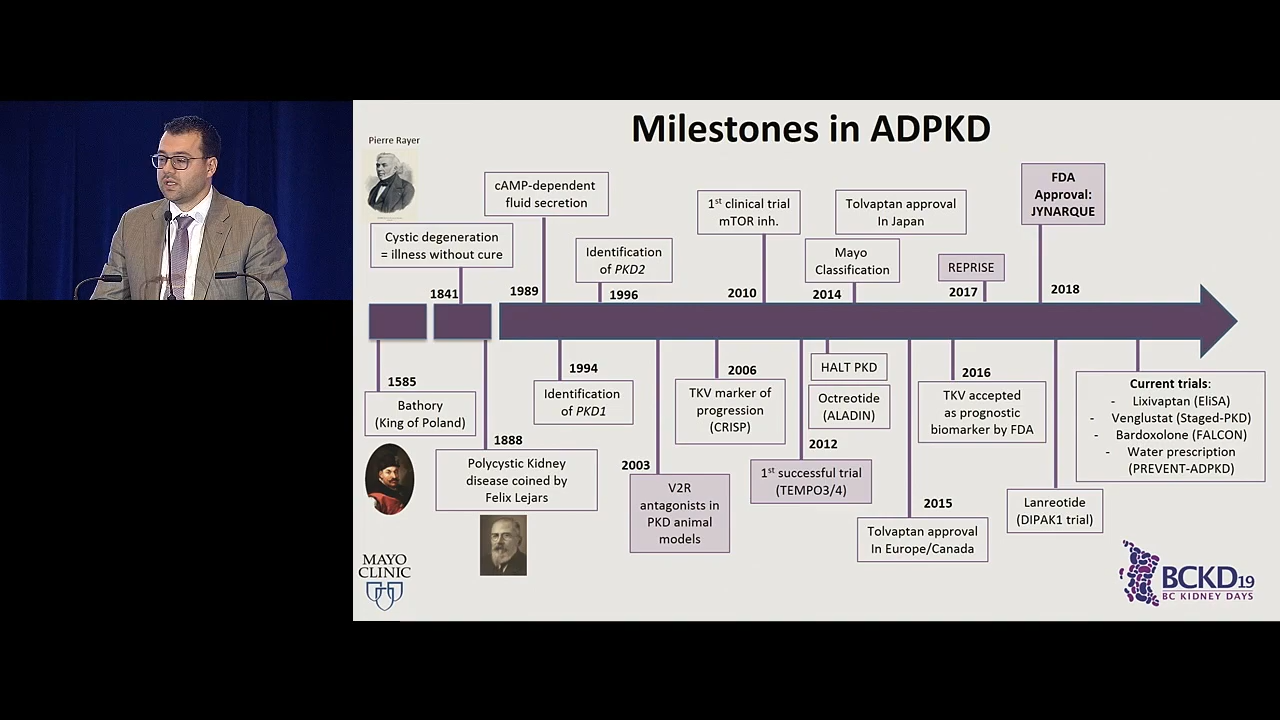 Milestones in ADPKD
Pierre Rayer
Cystic degeneration
= illness without cure
1841
cAMP-dependent
fluid secretion
1989
Identification
of PKD2
1996
1st clinical trial
mTOR inh.
2010
Tolvaptan approval
In Japan
Mayo
Classification
2014
REPRISE
2017
FDA
Approval:
JYNARQUE
2018
1585
Bathory
(King of Poland)
1888
Polycystic Kidney
disease coined by
Felix Lejars
1994
Identification
of PKD1
2003
V2R
antagonists in
PKD animal
models
2006
TKV marker of
progression
(CRISP)
HALT PKD
Octreotide
(ALADIN)
2012
1st successful trial
(TEMPO3/4)
2015
Tolvaptan approval
In Europe/Canada
2016
TKV accepted
as prognostic
biomarker by FDA
Lanreotide
(DIPAK1 trial)
Current trials:
- Lixivaptan (EliSA)
- Venglustat (Staged-PKD)
- Bardoxolone (FALCON)
- Water prescription
(PREVENT-ADPKD)
MAYO
CLINIC
BCKD19
BC KIDNEY DAYS